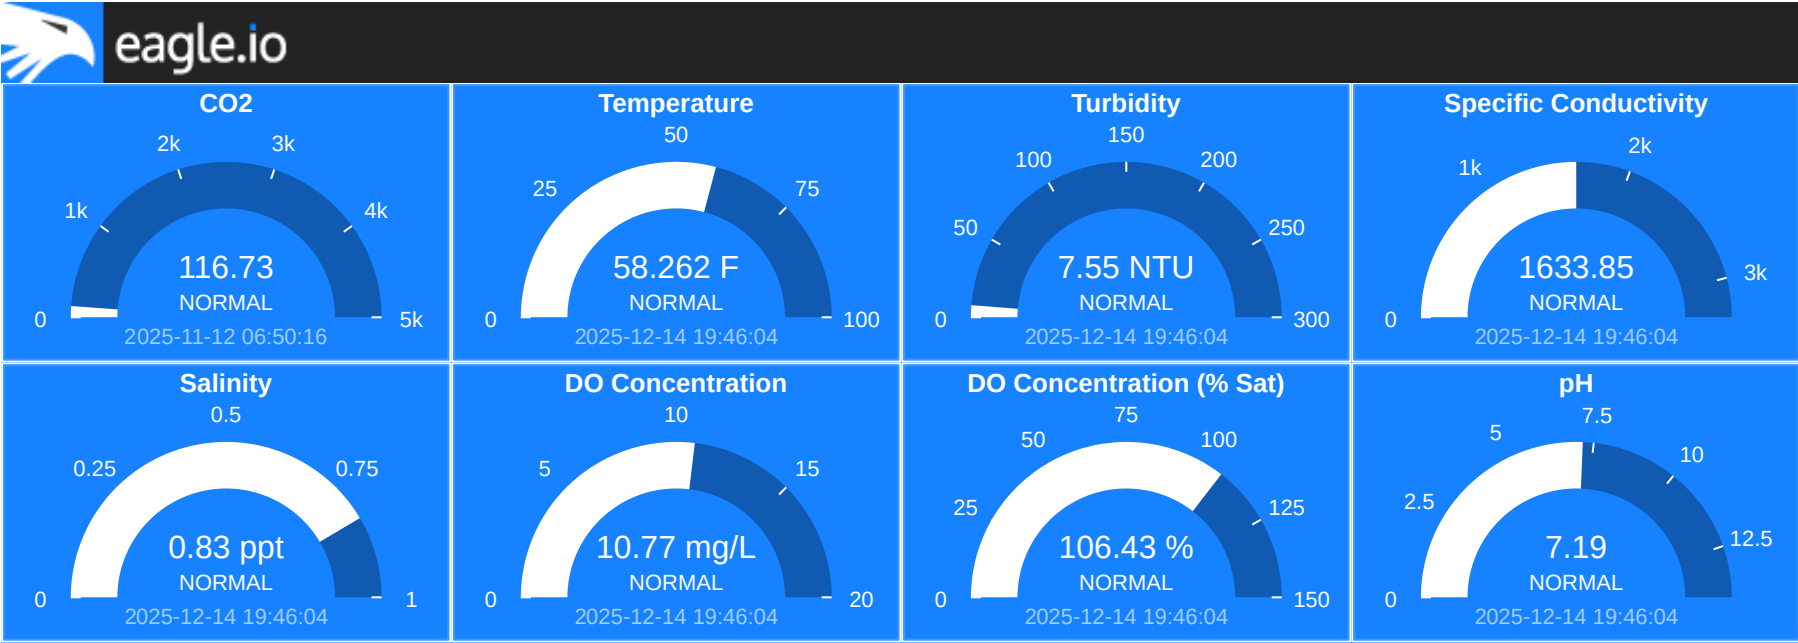 eagle.io
CO2
0
1k
2k
3k
4k
5k
116.73
NORMAL
2025-11-12 06:50:16
Temperature
0
25
50
75
100
58.262 F
NORMAL
2025-12-14 19:46:04
Turbidity
0
50
100
150
200
250
300
7.55 NTU
NORMAL
2025-12-14 19:46:04
Specific Conductivity
0
1k
2k
3k
1633.85
NORMAL
2025-12-14 19:46:04
Salinity
0
0.25
0.5
0.75
1
0.83 ppt
NORMAL
2025-12-14 19:46:04
DO Concentration
0
5
10
15
20
10.77 mg/L
NORMAL
2025-12-14 19:46:04
DO Concentration (% Sat)
0
25
50
75
100
125
150
106.43 %
NORMAL
2025-12-14 19:46:04
pH
0
2.5
5
7.5
10
12.5
7.19
NORMAL
2025-12-14 19:46:04